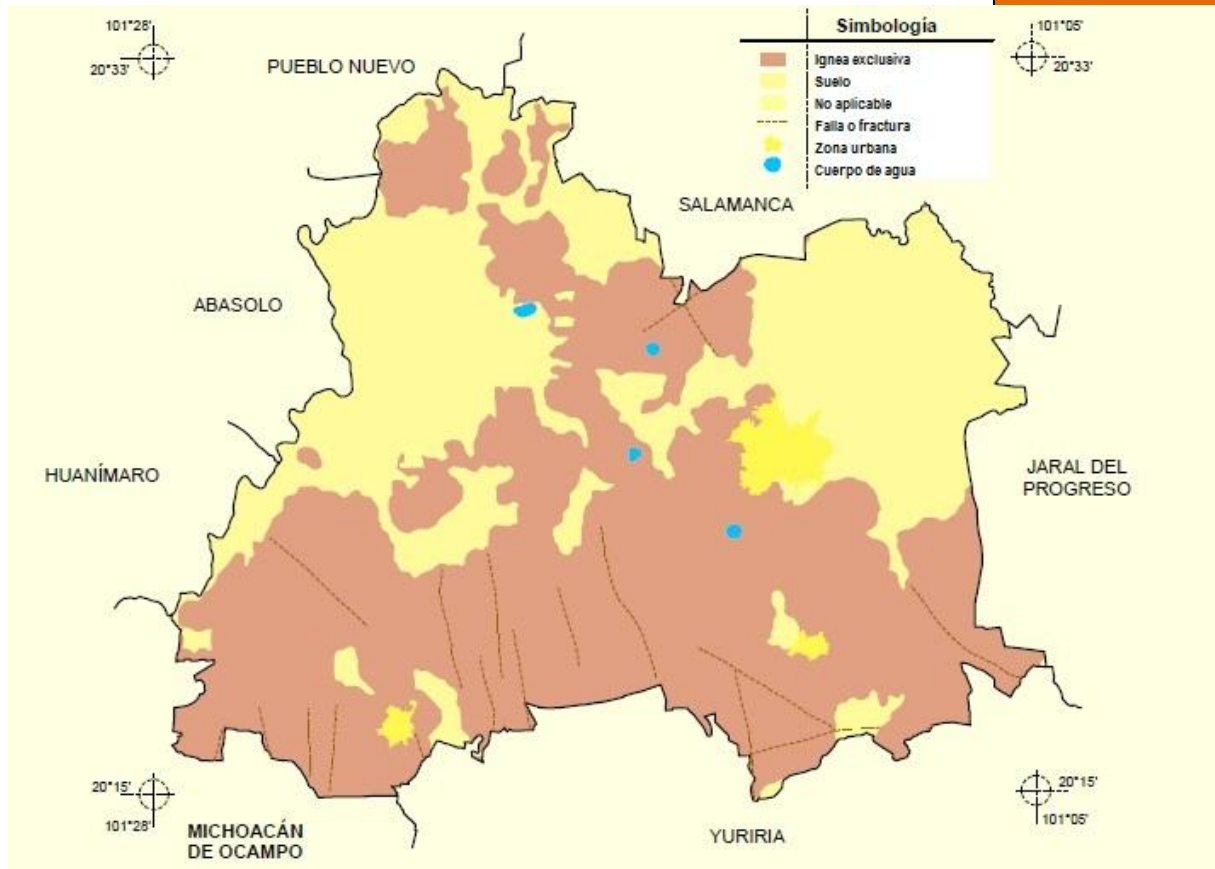 101°28'
20°33'
PUEBLO NUEVO
Simbología
Ignea exclusiva
Suelo
No aplicable
Falla o fractura
Zona urbana
Cuerpo de agua
101°05'
20°33'
SALAMANCA
ABASOLO
HUANÍMARO
JARAL DEL
PROGRESO
20°15'
101°28'
MICHOACÁN
DE OCAMPO
YURIRIA
20°15'
101°05'